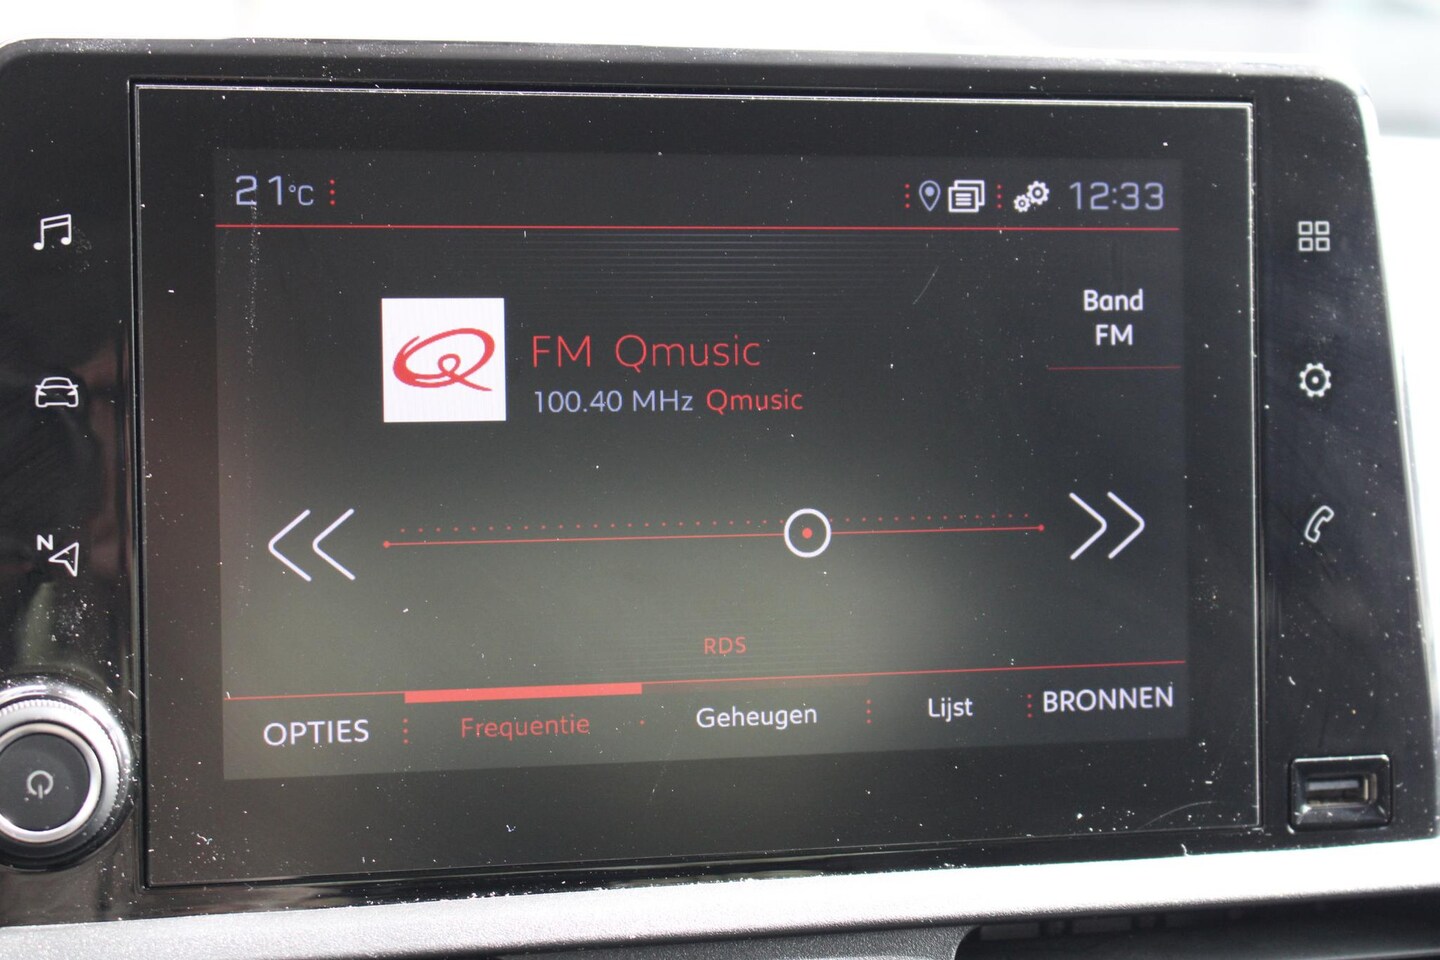 21°C
12:33
Band
FM
FM Qmusic
100.40 MHz Qmusic
N
RDS
OPTIES
Frequentie
Geheugen
Lijst
BRONNEN